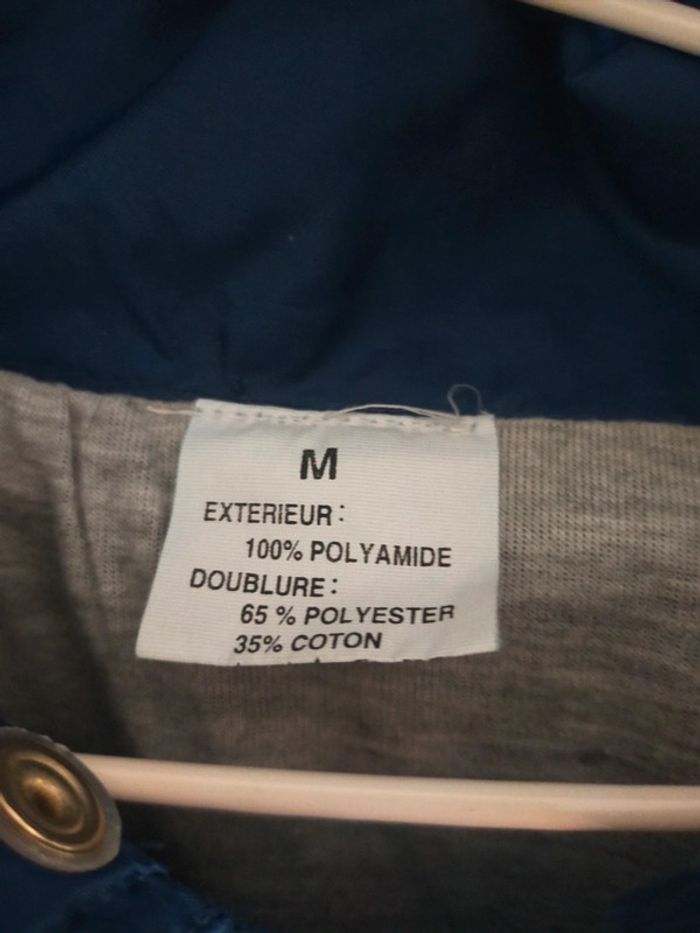 M
EXTERIEUR:
100% POLYAMIDE
DOUBLURE:
65 % POLYESTER
35% COTON